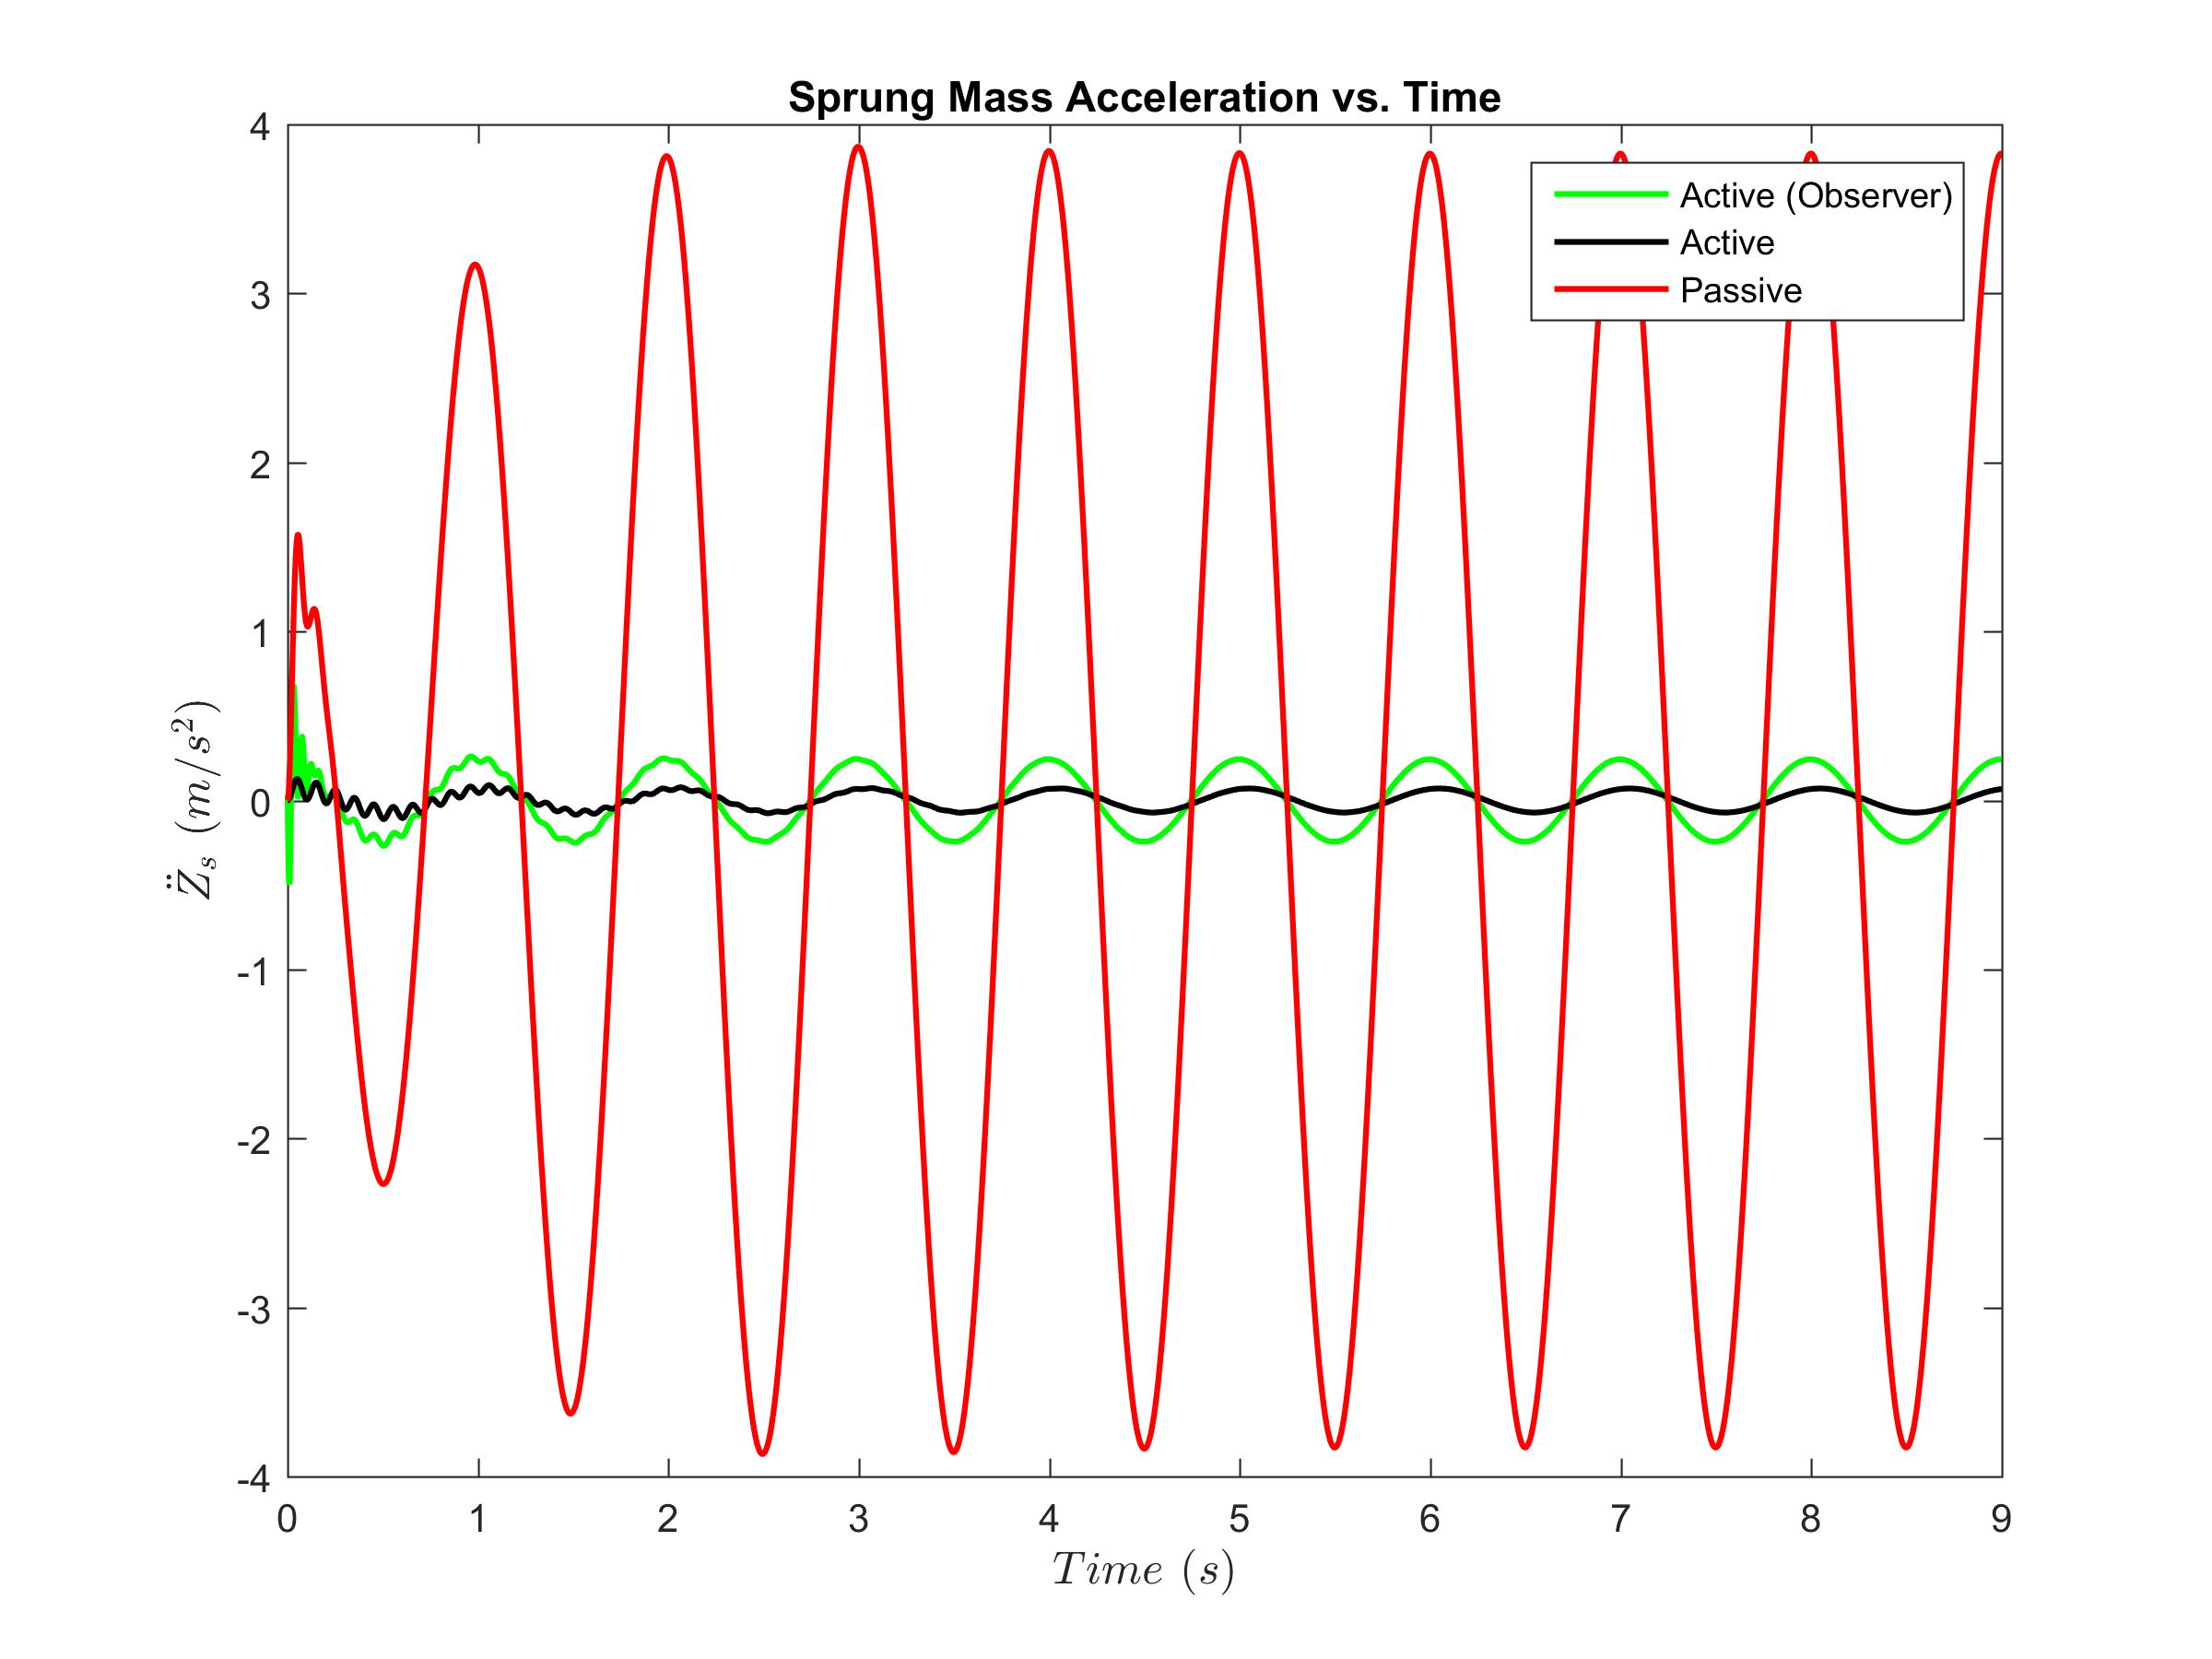 Sprung Mass Acceleration vs. Time
4
3
2
1
0
-1
-2
-3
-4
Z̈s (m/s²)
Active (Observer)
Active
Passive
0 1 2 3 4 5 6 7 8 9
Time (s)